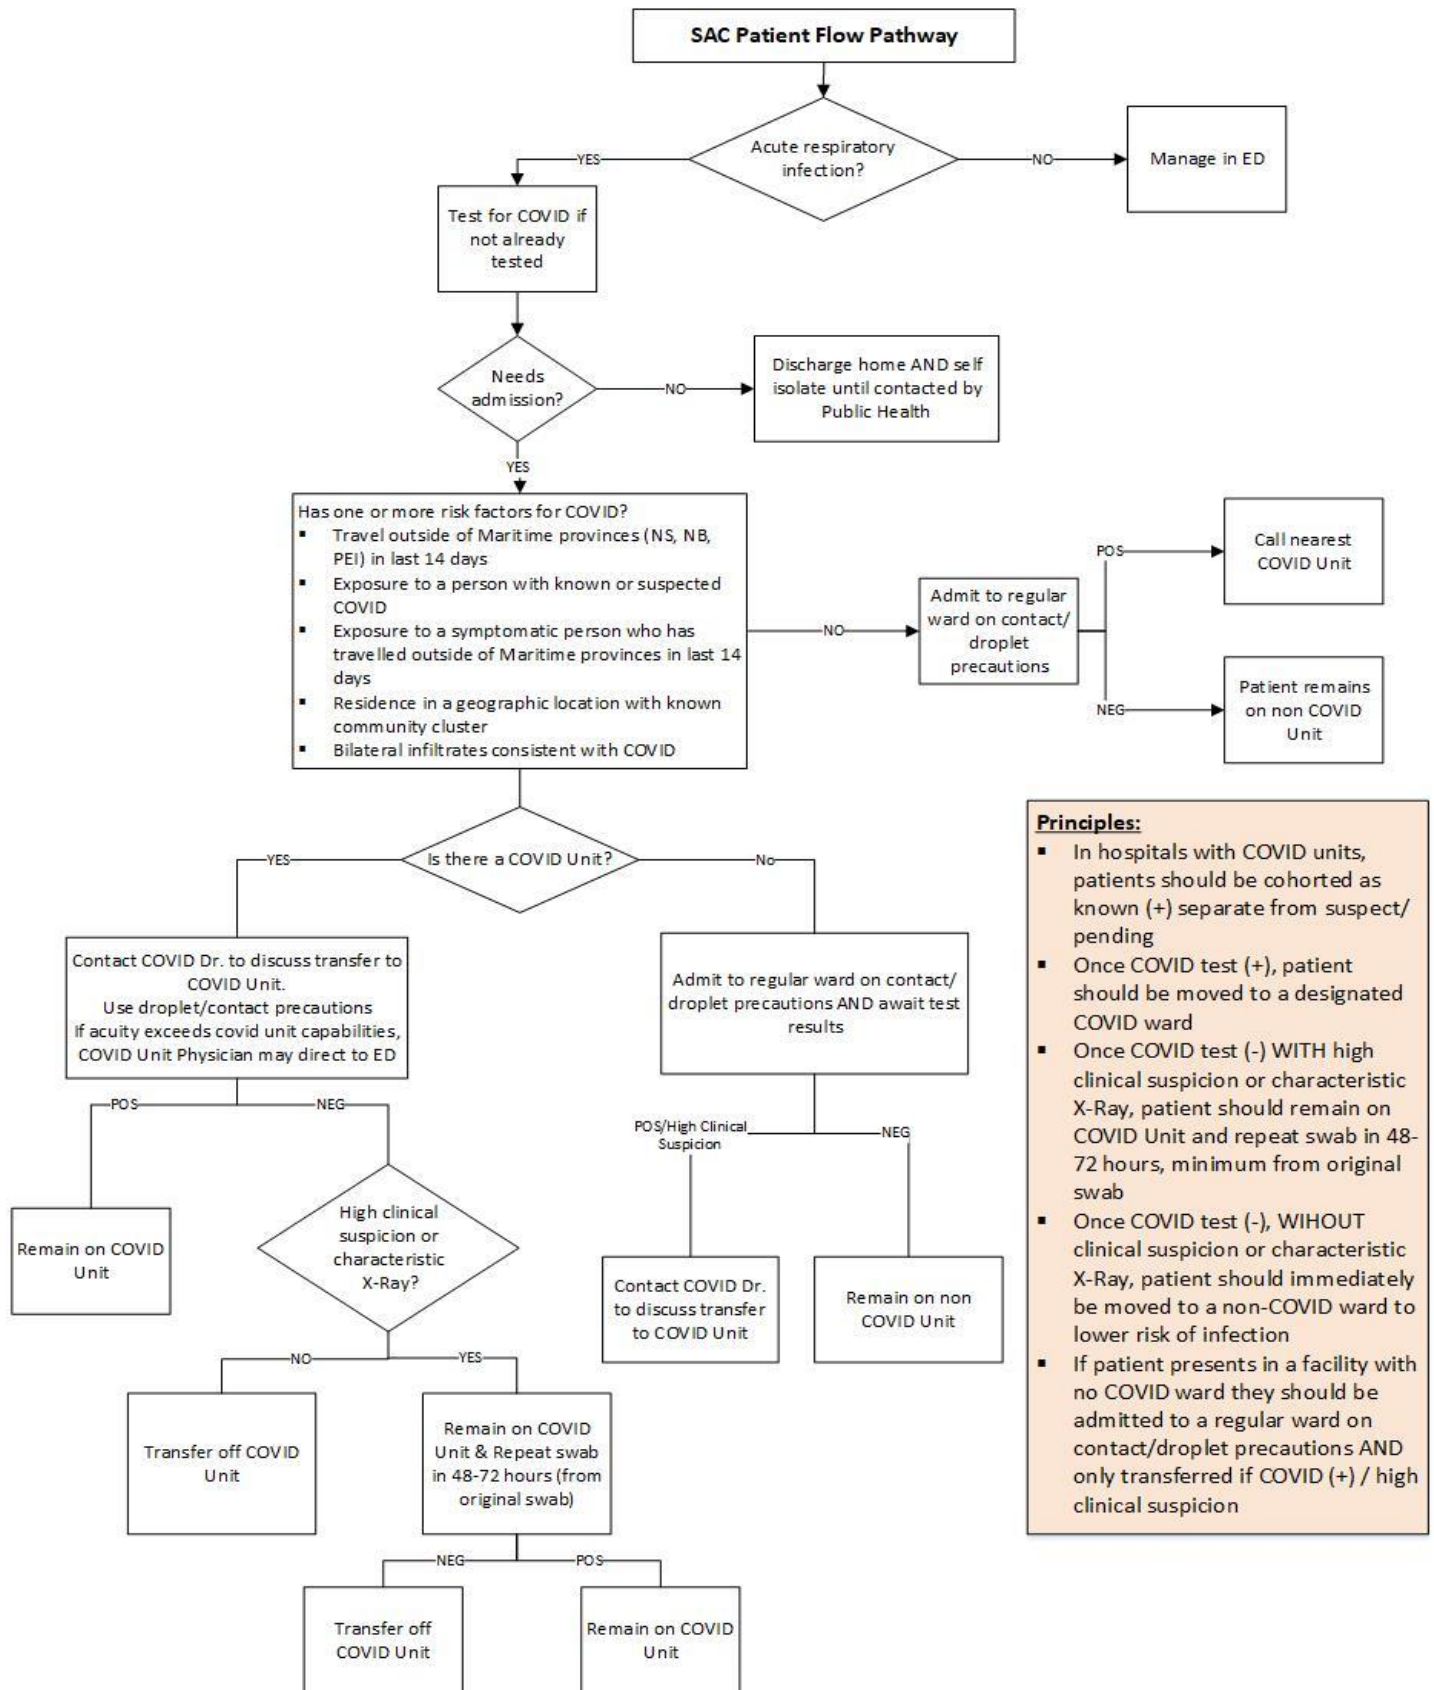 SAC Patient Flow Pathway
Acute respiratory
infection?
YES
NO
Manage in ED
Test for COVID if
not already
tested
Needs
admission?
NO
Discharge home AND self
isolate until contacted by
Public Health
YES
Has one or more risk factors for COVID?
▪ Travel outside of Maritime provinces (NS, NB,
PEI) in last 14 days
▪ Exposure to a person with known or suspected
COVID
▪ Exposure to a symptomatic person who has
travelled outside of Maritime provinces in last 14
days
▪ Residence in a geographic location with known
community cluster
▪ Bilateral infiltrates consistent with COVID
NO
Admit to regular
ward on contact/
droplet
precautions
POS
Call nearest
COVID Unit
NEG
Patient remains
on non COVID
Unit
Is there a COVID Unit?
YES
No
Contact COVID Dr. to discuss transfer to
COVID Unit.
Use droplet/contact precautions
If acuity exceeds covid unit capabilities,
COVID Unit Physician may direct to ED
Admit to regular ward on contact/
droplet precautions AND await test
results
POS
NEG
POS/High Clinical
Suspicion
NEG
Remain on COVID
Unit
High clinical
suspicion or
characteristic
X-Ray?
Contact COVID Dr.
to discuss transfer
to COVID Unit
Remain on non
COVID Unit
NO
YES
Transfer off COVID
Unit
Remain on COVID
Unit & Repeat swab
in 48-72 hours (from
original swab)
NEG
POS
Transfer off
COVID Unit
Remain on COVID
Unit
Principles:
▪ In hospitals with COVID units,
patients should be cohorted as
known (+) separate from suspect/
pending
▪ Once COVID test (+), patient
should be moved to a designated
COVID ward
▪ Once COVID test (-) WITH high
clinical suspicion or characteristic
X-Ray, patient should remain on
COVID Unit and repeat swab in 48-
72 hours, minimum from original
swab
▪ Once COVID test (-), WIHOUT
clinical suspicion or characteristic
X-Ray, patient should immediately
be moved to a non-COVID ward to
lower risk of infection
▪ If patient presents in a facility with
no COVID ward they should be
admitted to a regular ward on
contact/droplet precautions AND
only transferred if COVID (+) / high
clinical suspicion